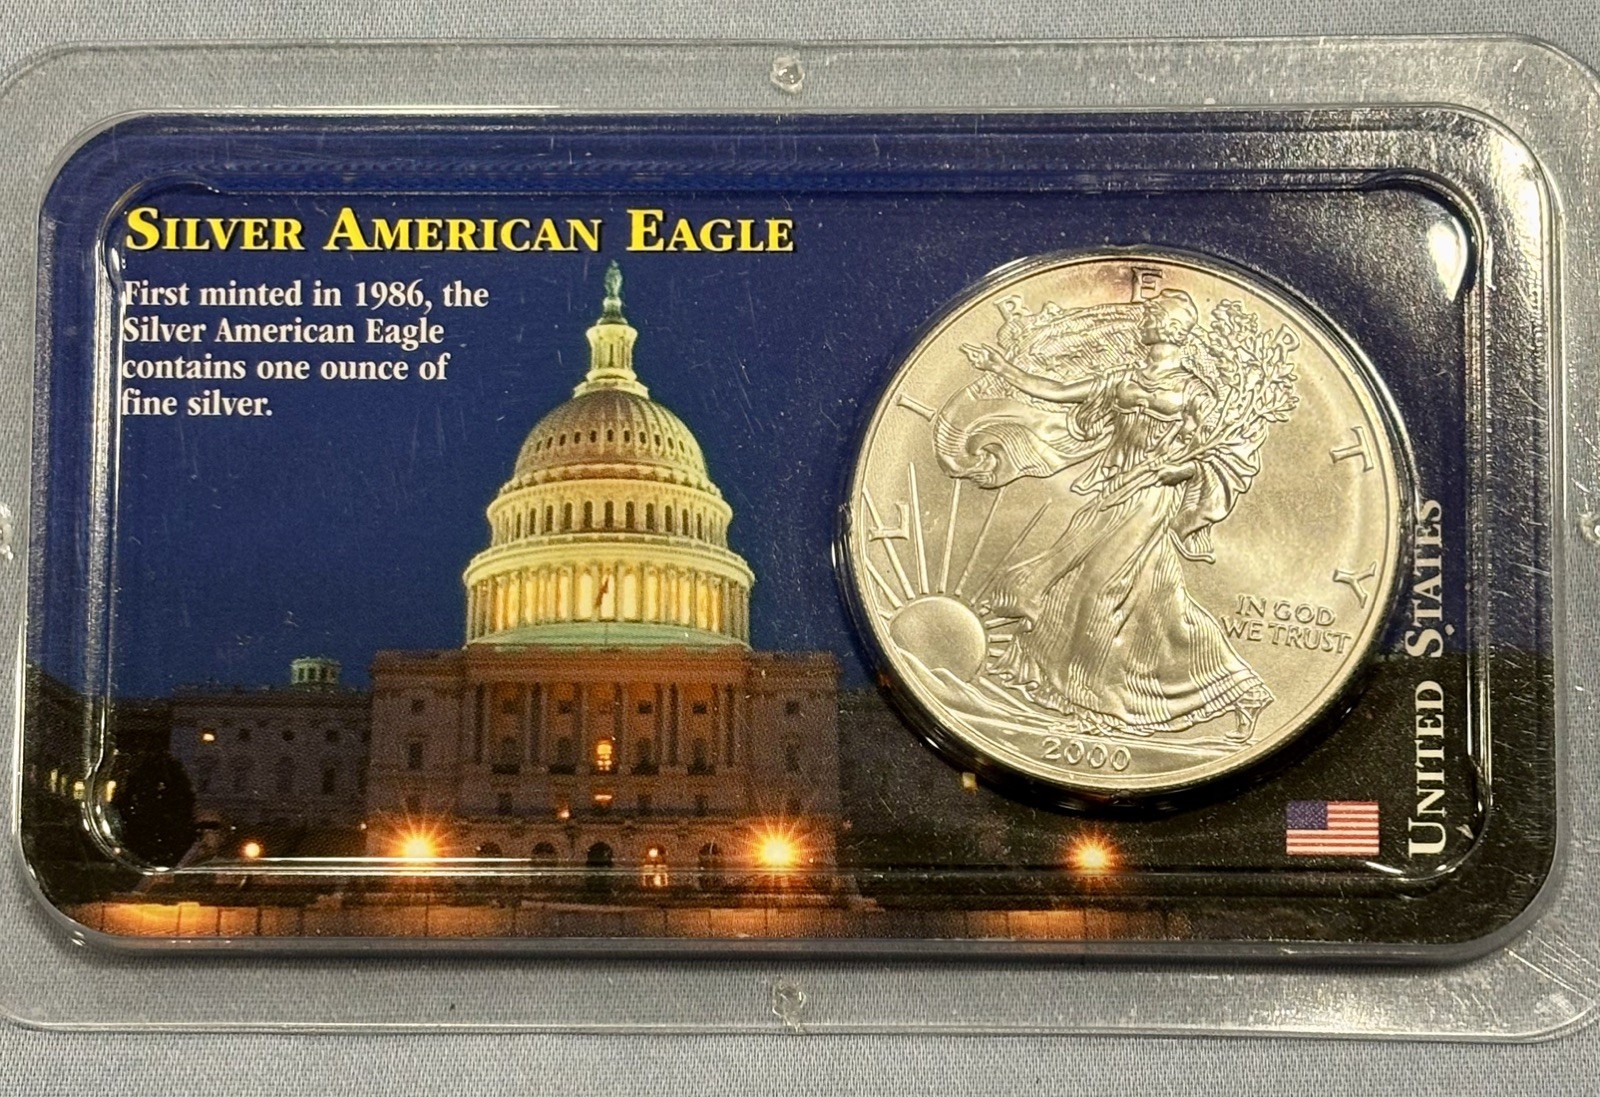 SILVER AMERICAN EAGLE
First minted in 1986, the
Silver American Eagle
contains one ounce of
fine silver.
LIBERTY
IN GOD
WE TRUST
2000
UNITED STATES